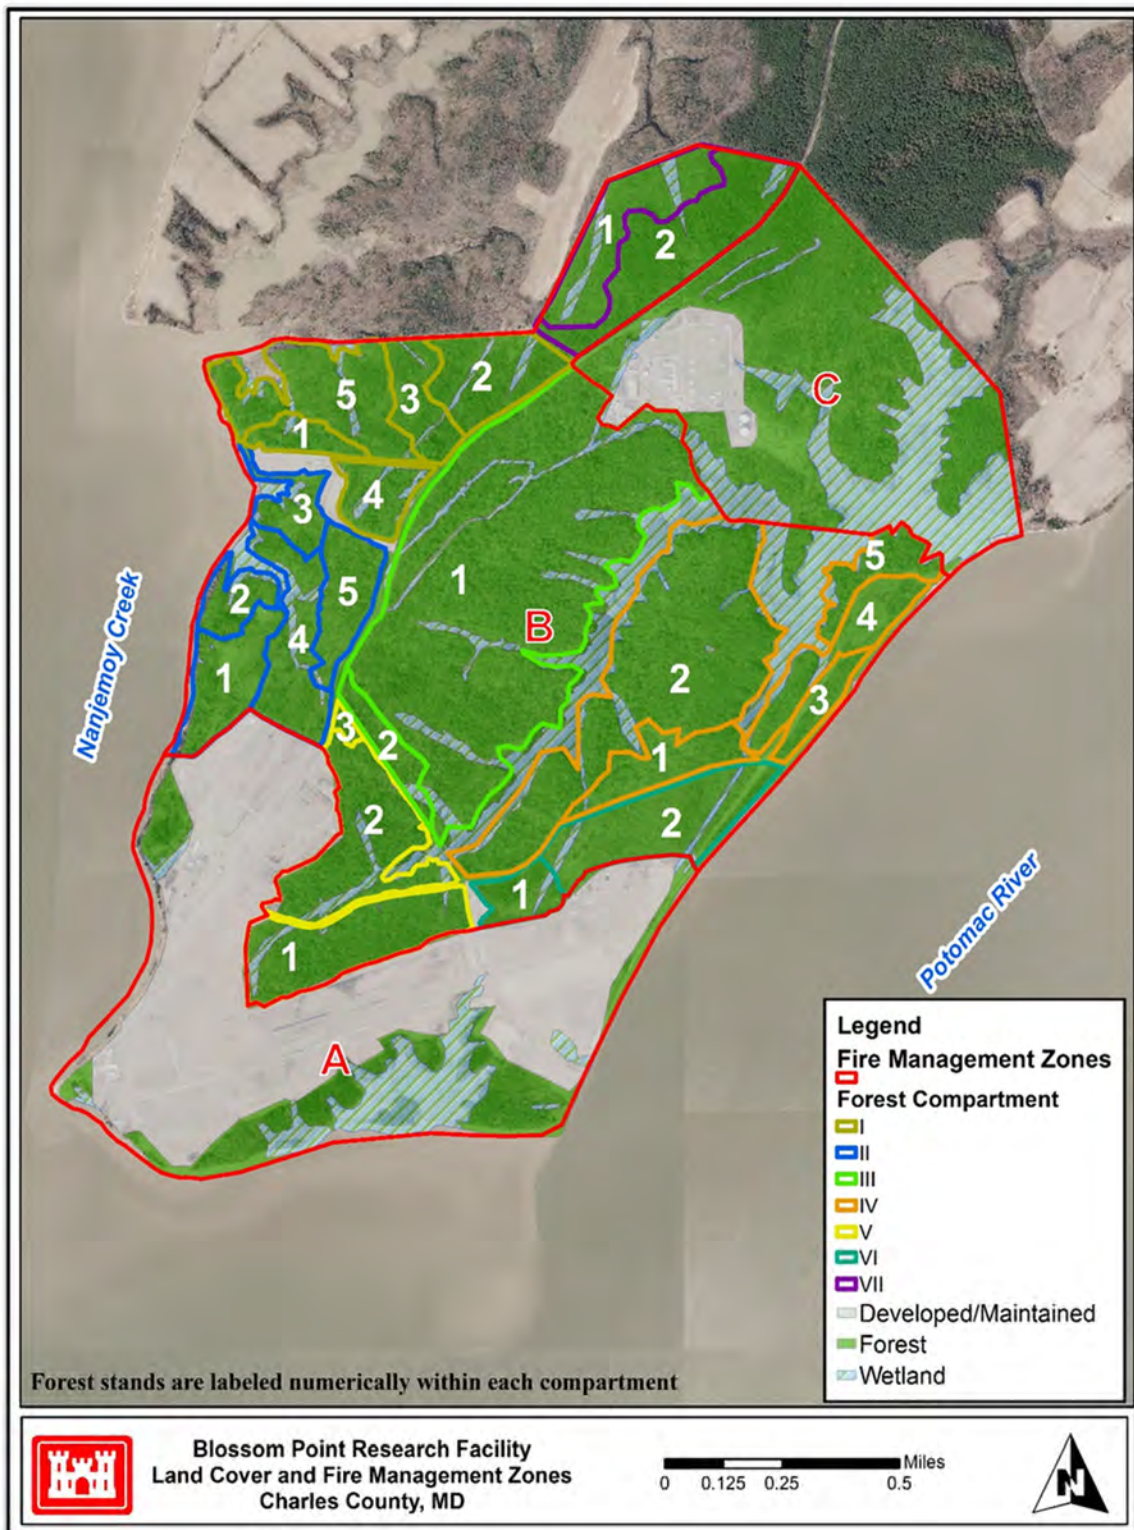 1
2
C
5
3
2
1
4
3
5
2
4
1
1
B
2
5
4
3
1
2
3
2
2
1
1
A
Nanjemoy Creek
Potomac River
Legend
Fire Management Zones
Forest Compartment
I
II
III
IV
V
VI
VII
Developed/Maintained
Forest
Wetland
Forest stands are labeled numerically within each compartment
Blossom Point Research Facility
Land Cover and Fire Management Zones
Charles County, MD
Miles
0 0.125 0.25 0.5
N